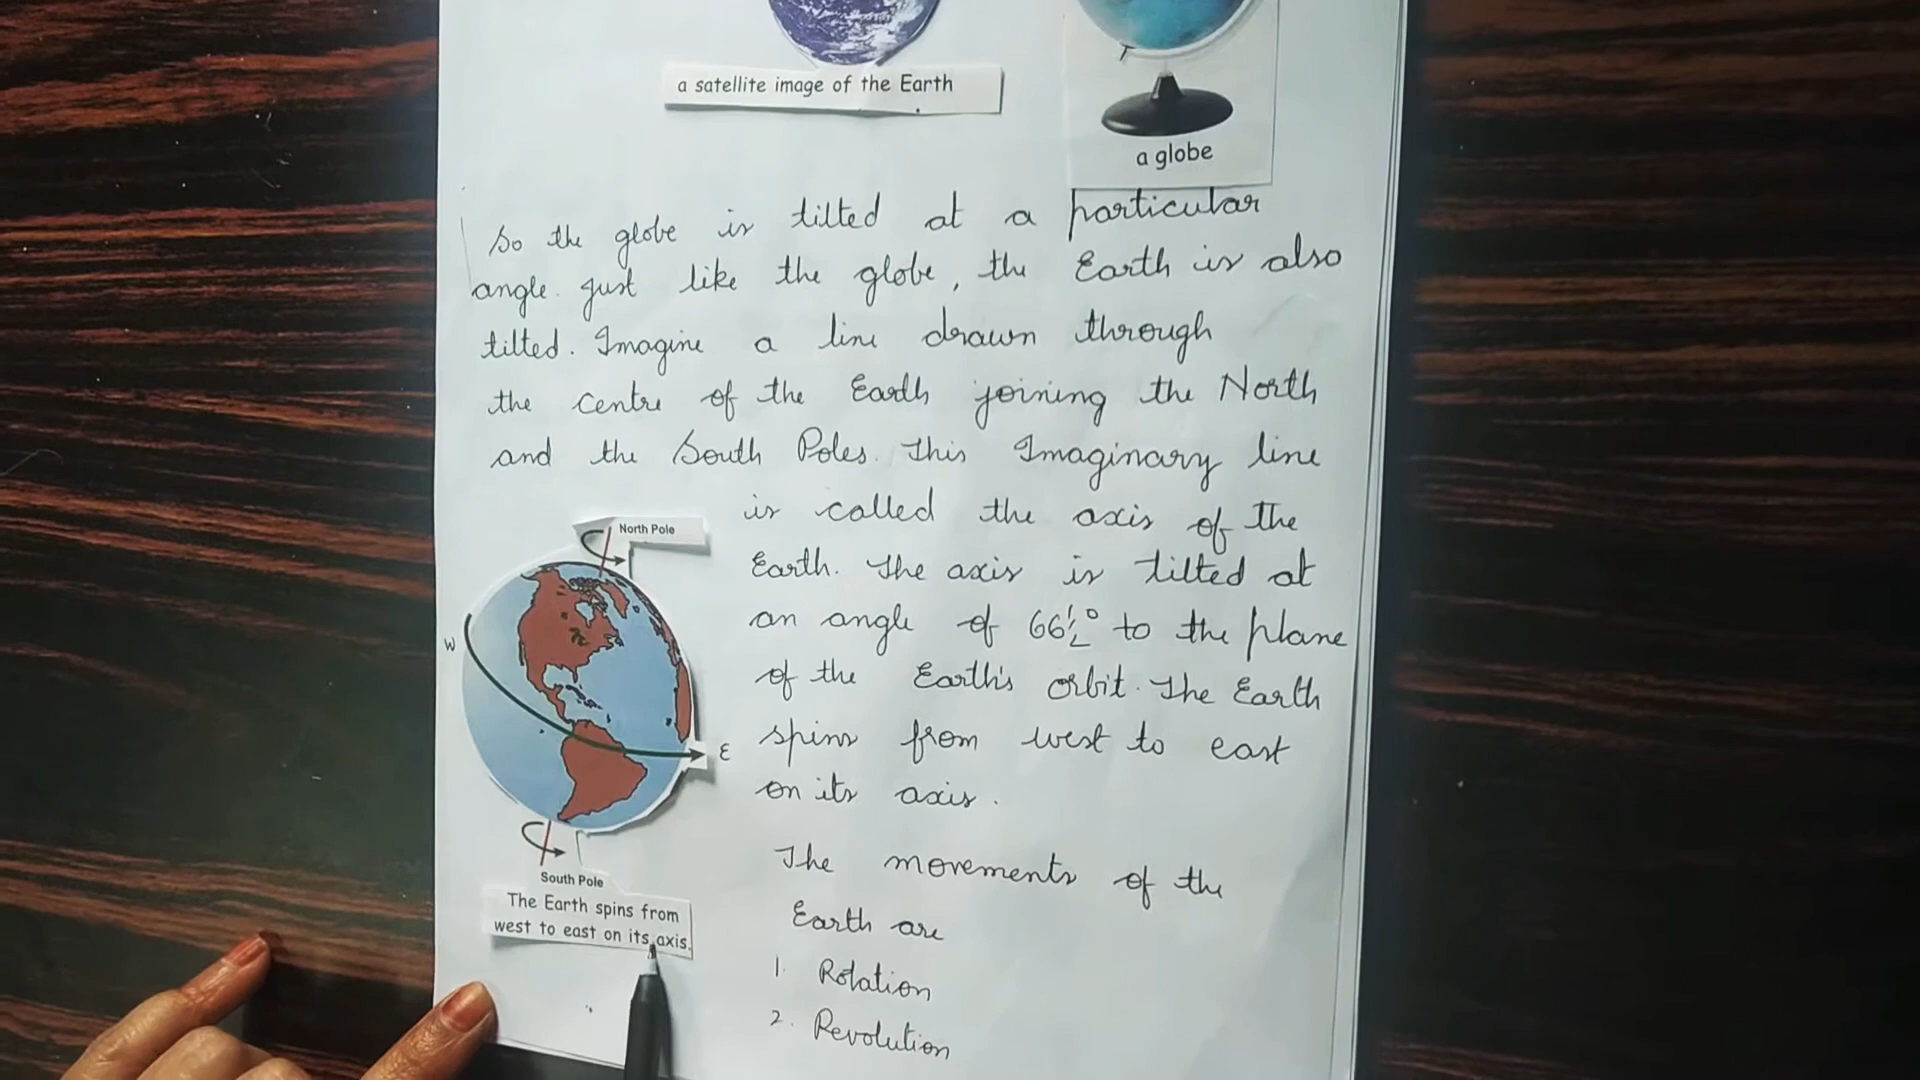 a satellite image of the Earth
a globe
So the globe is tilted at a particular
angle. Just like the globe, the Earth is also
tilted. Imagine a line drawn through
the centre of the Earth joining the North
and the South Poles. This Imaginary line
is called the axis of the
Earth. The axis is tilted at
an angle of 66½° to the plane
of the Earth's orbit. The Earth
spins from west to east
on its axis.
North Pole
W
E
South Pole
The Earth spins from
west to east on its axis.
The movements of the
Earth are
1. Rotation
2. Revolution